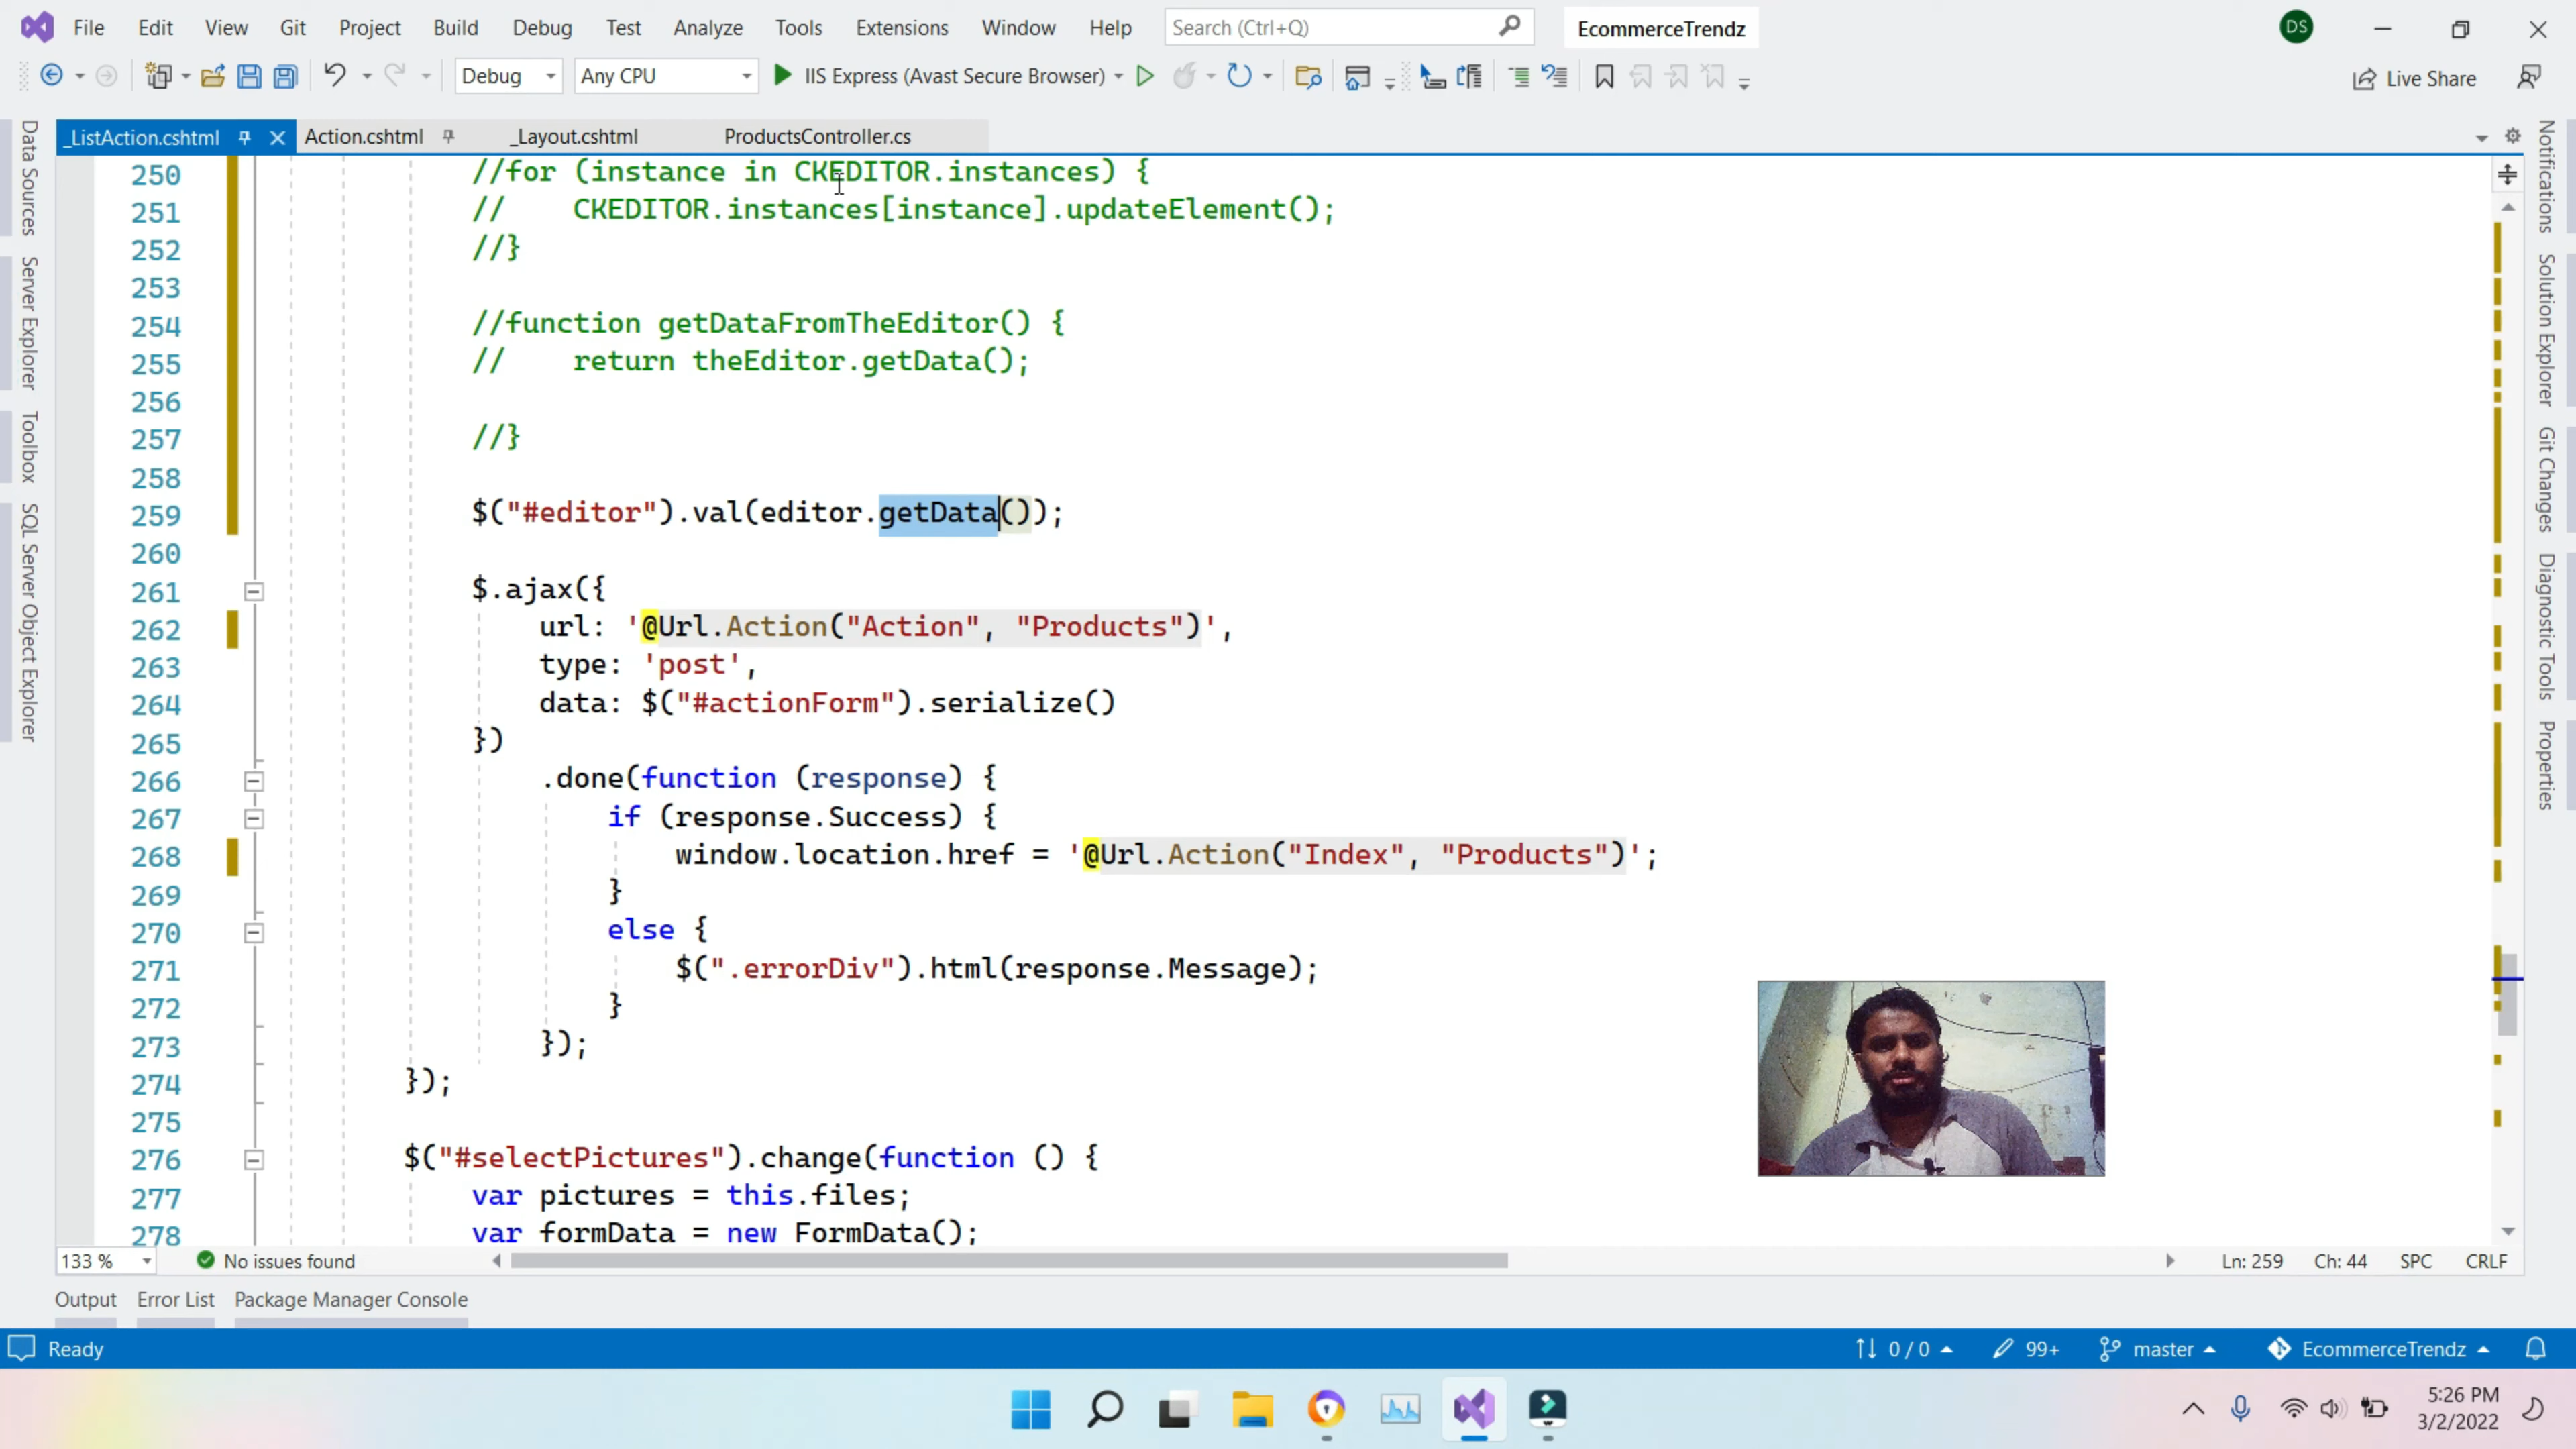 File Edit View Git Project Build Debug Test Analyze Tools Extensions Window Help Search (Ctrl+Q) EcommerceTrendz DS
Debug Any CPU IIS Express (Avast Secure Browser) Live Share
_ListAction.cshtml Action.cshtml _Layout.cshtml ProductsController.cs
Data Sources
Server Explorer
Toolbox
SQL Server Object Explorer
250 //for (instance in CKEDITOR.instances) {
251 // CKEDITOR.instances[instance].updateElement();
252 //}
253
254 //function getDataFromTheEditor() {
255 // return theEditor.getData();
256
257 //}
258
259 $("#editor").val(editor.getData());
260
261 $.ajax({
262 url: '@Url.Action("Action", "Products")',
263 type: 'post',
264 data: $("#actionForm").serialize()
265 })
266 .done(function (response) {
267 if (response.Success) {
268 window.location.href = '@Url.Action("Index", "Products")';
269 }
270 else {
271 $(".errorDiv").html(response.Message);
272 }
273 });
274 });
275
276 $("#selectPictures").change(function () {
277 var pictures = this.files;
278 var formData = new FormData();
Notifications
Solution Explorer
Git Changes
Diagnostic Tools
Properties
133 % No issues found Ln: 259 Ch: 44 SPC CRLF
Output Error List Package Manager Console
Ready 0 / 0 99+ master EcommerceTrendz
5:26 PM
3/2/2022